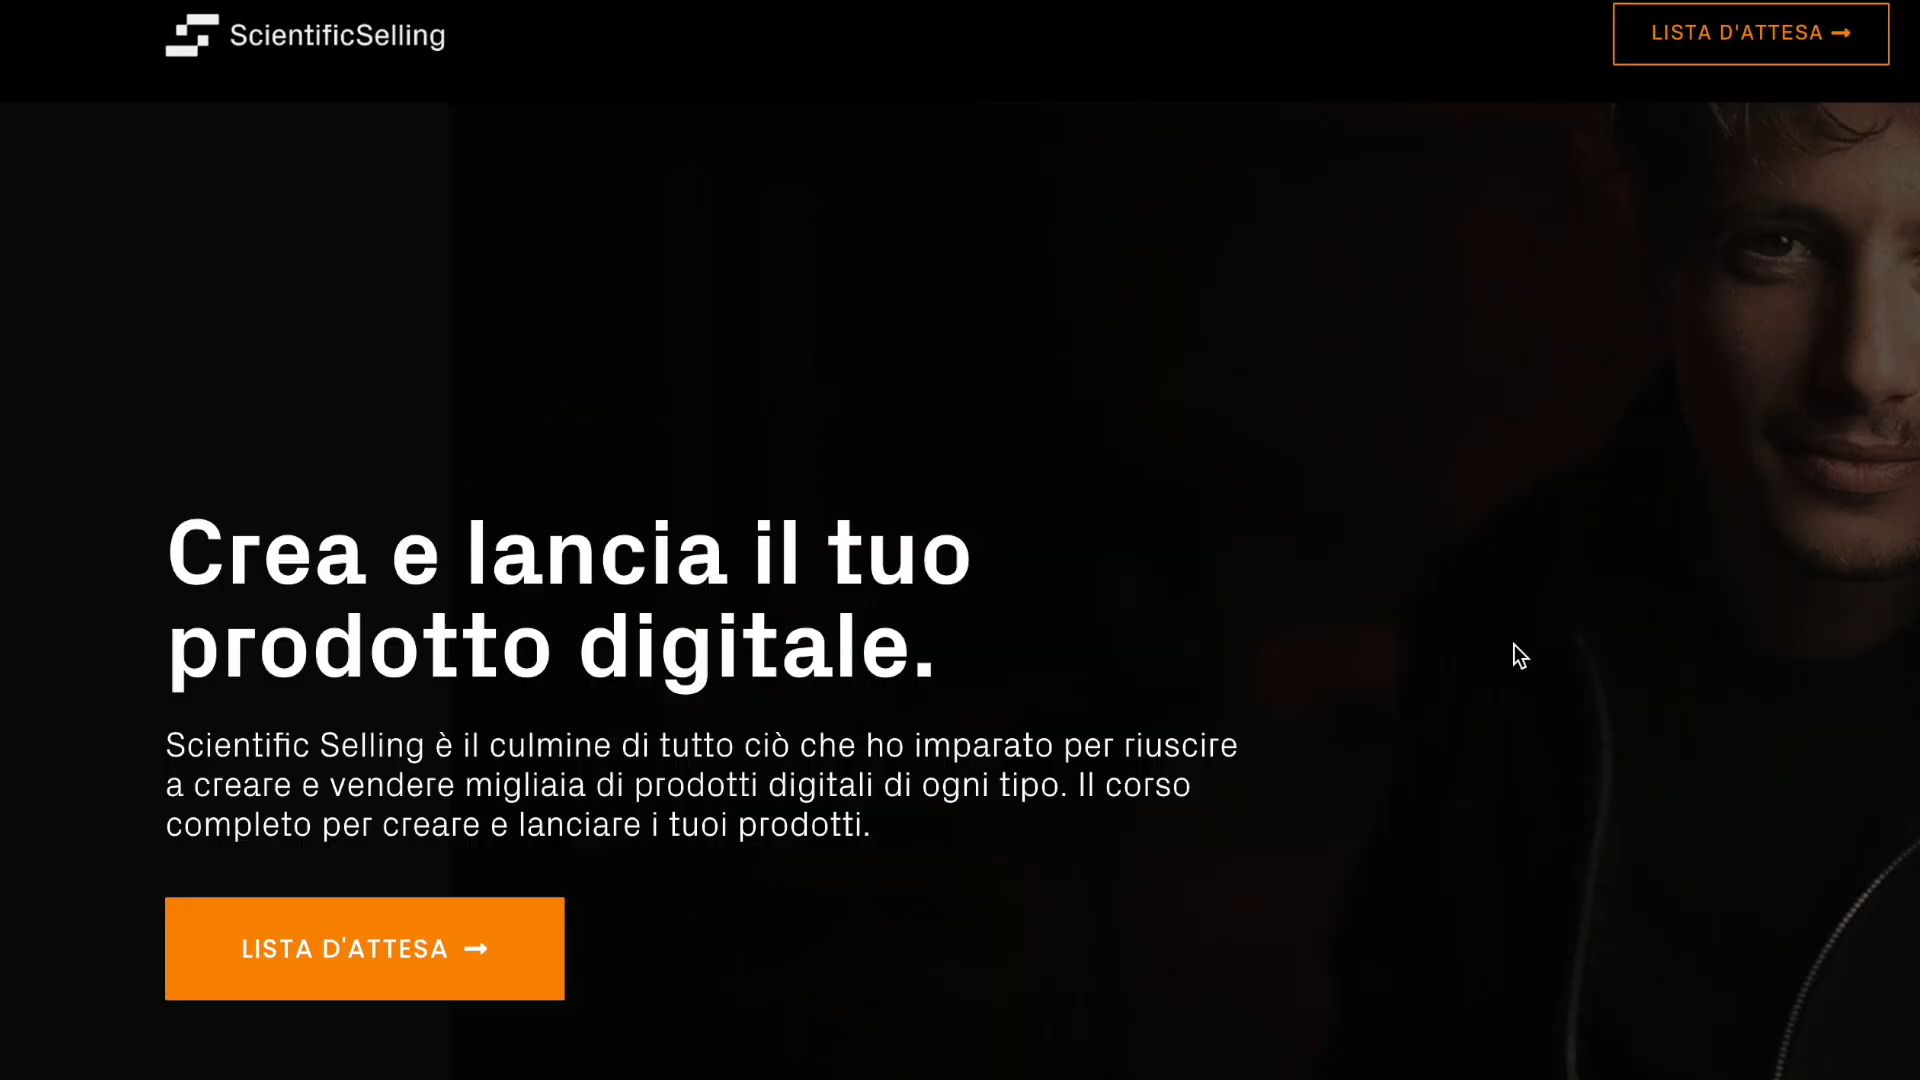 ScientificSelling
LISTA D'ATTESA
Crea e lancia il tuo
prodotto digitale.
Scientific Selling è il culmine di tutto ciò che ho imparato per riuscire
a creare e vendere migliaia di prodotti digitali di ogni tipo. Il corso
completo per creare e lanciare i tuoi prodotti.
LISTA D'ATTESA